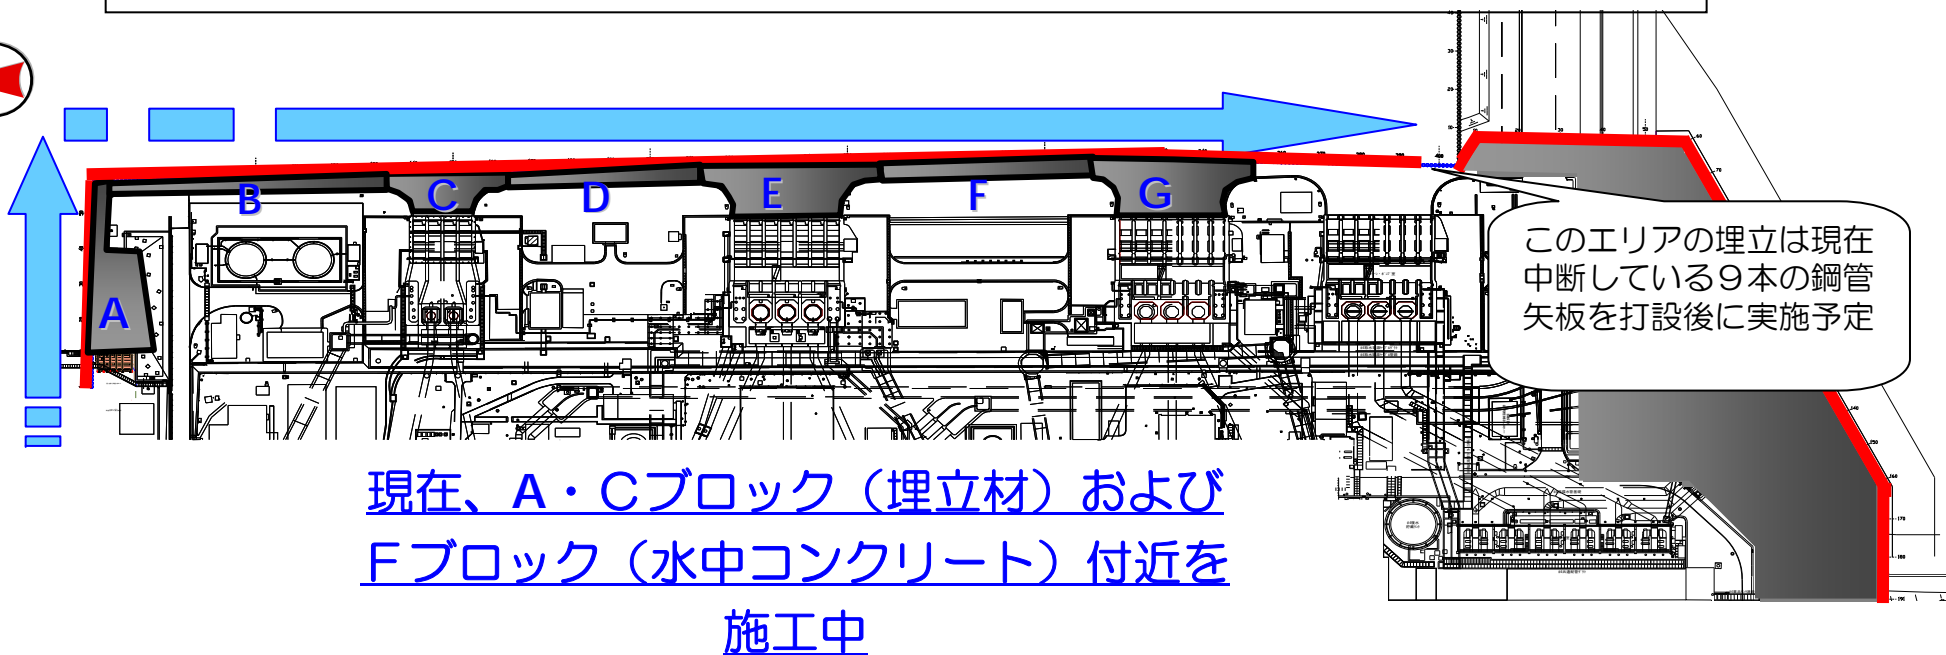 B
C
D
E
F
G
A
このエリアの埋立は現在
中断している９本の鋼管
矢板を打設後に実施予定
現在、A・Cブロック（埋立材）および
Fブロック（水中コンクリート）付近を
施工中